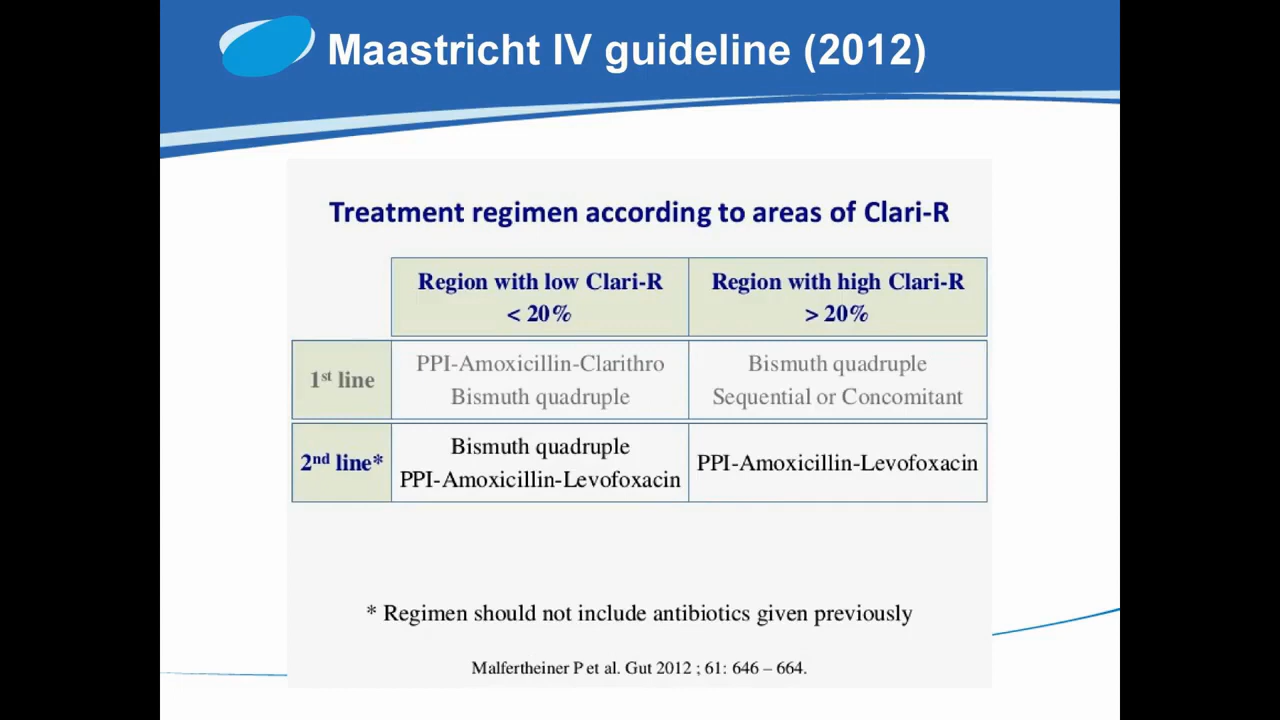 Maastricht IV guideline (2012)
Treatment regimen according to areas of Clari-R
Region with low Clari-R
< 20%
Region with high Clari-R
> 20%
1st line
PPI-Amoxicillin-Clarithro
Bismuth quadruple
Bismuth quadruple
Sequential or Concomitant
2nd line*
Bismuth quadruple
PPI-Amoxicillin-Levofoxacin
PPI-Amoxicillin-Levofoxacin
* Regimen should not include antibiotics given previously
Malfertheiner P et al. Gut 2012 ; 61: 646 – 664.